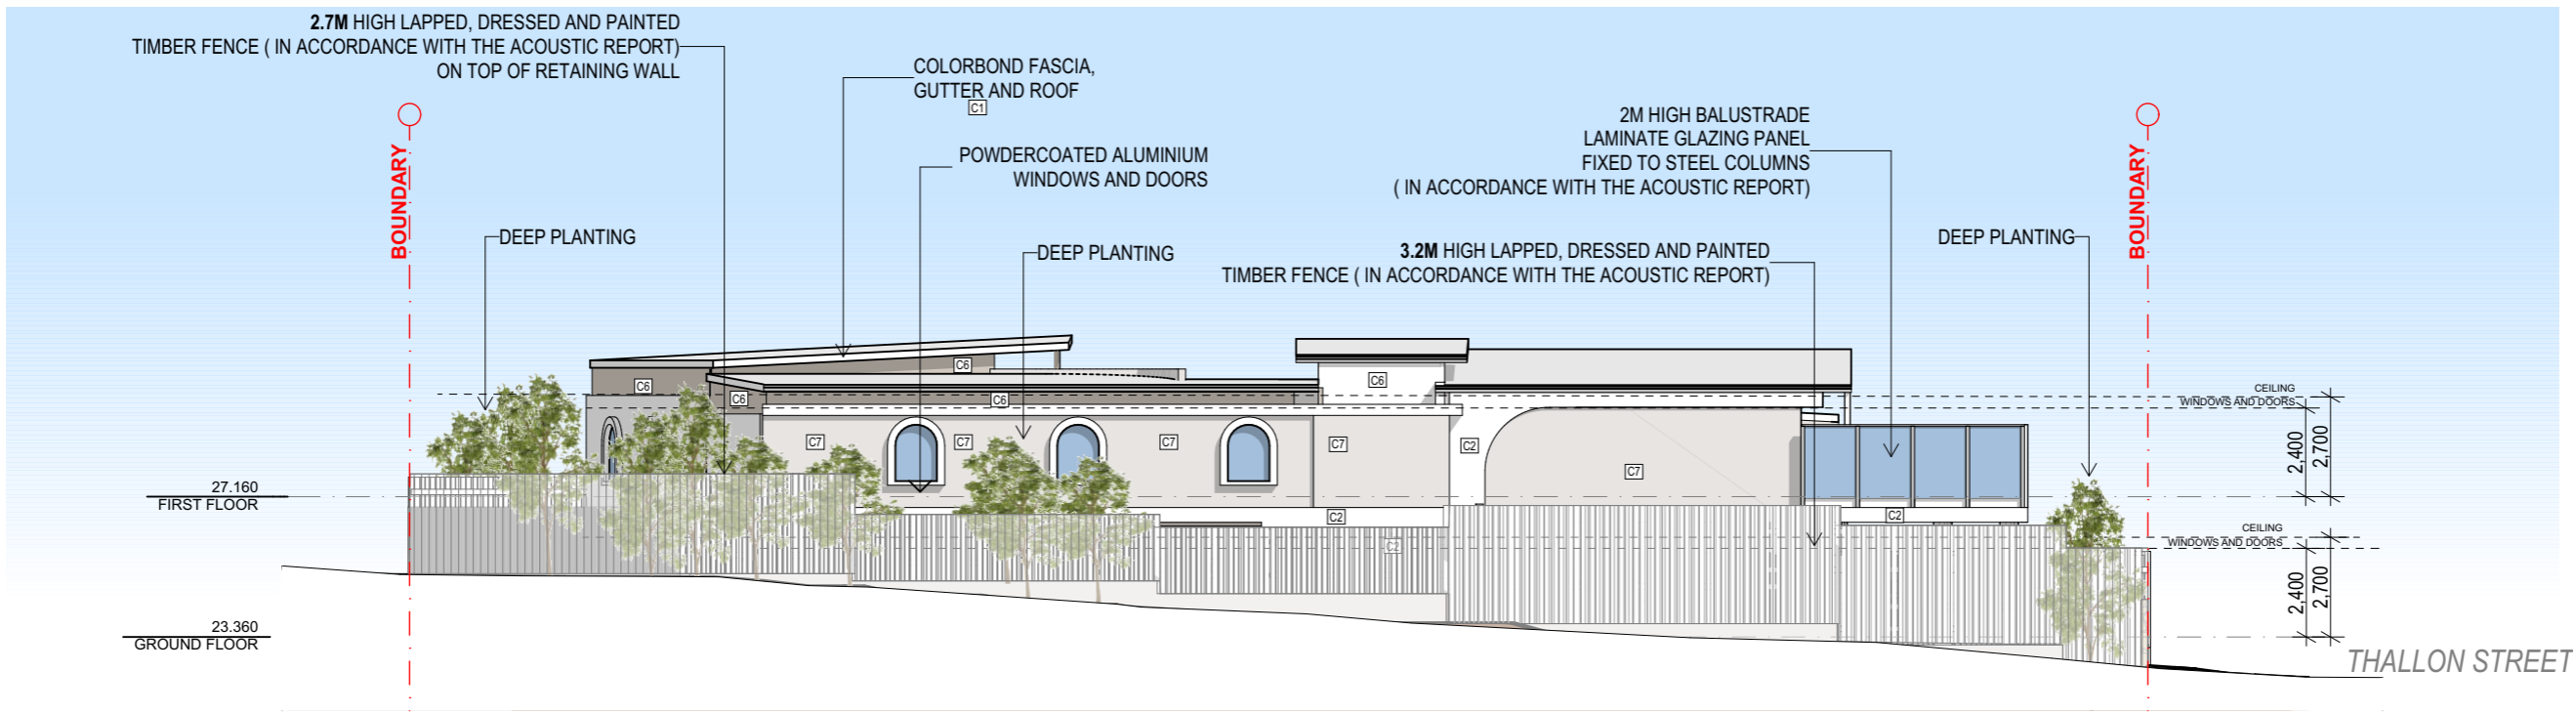 2.7M HIGH LAPPED, DRESSED AND PAINTED
TIMBER FENCE ( IN ACCORDANCE WITH THE ACOUSTIC REPORT)
ON TOP OF RETAINING WALL
COLORBOND FASCIA,
GUTTER AND ROOF
C1
POWDERCOATED ALUMINIUM
WINDOWS AND DOORS
2M HIGH BALUSTRADE
LAMINATE GLAZING PANEL
FIXED TO STEEL COLUMNS
( IN ACCORDANCE WITH THE ACOUSTIC REPORT)
BOUNDARY
BOUNDARY
DEEP PLANTING
DEEP PLANTING
3.2M HIGH LAPPED, DRESSED AND PAINTED
TIMBER FENCE ( IN ACCORDANCE WITH THE ACOUSTIC REPORT)
DEEP PLANTING
C6
C6
C6
C6
C6
C7
C7
C7
C7
C2
C7
C2
C2
C2
CEILING
WINDOWS AND DOORS
2,400
2,700
27.160
FIRST FLOOR
CEILING
WINDOWS AND DOORS
2,400
2,700
23.360
GROUND FLOOR
THALLON STREET